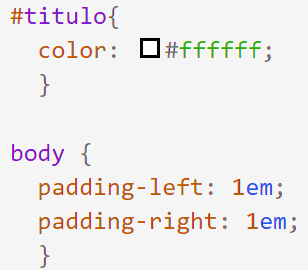 #titulo{
color: #ffffff;
}
body {
padding-left: 1em;
padding-right: 1em;
}